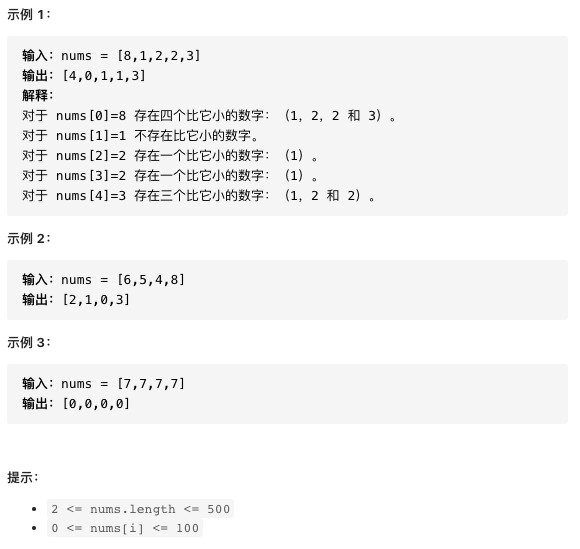 示例 1：
输入：nums = [8,1,2,2,3]
输出：[4,0,1,1,3]
解释：
对于 nums[0]=8 存在四个比它小的数字：（1，2，2 和 3）。
对于 nums[1]=1 不存在比它小的数字。
对于 nums[2]=2 存在一个比它小的数字：（1）。
对于 nums[3]=2 存在一个比它小的数字：（1）。
对于 nums[4]=3 存在三个比它小的数字：（1，2 和 2）。
示例 2：
输入：nums = [6,5,4,8]
输出：[2,1,0,3]
示例 3：
输入：nums = [7,7,7,7]
输出：[0,0,0,0]
提示：
• 2 <= nums.length <= 500
• 0 <= nums[i] <= 100